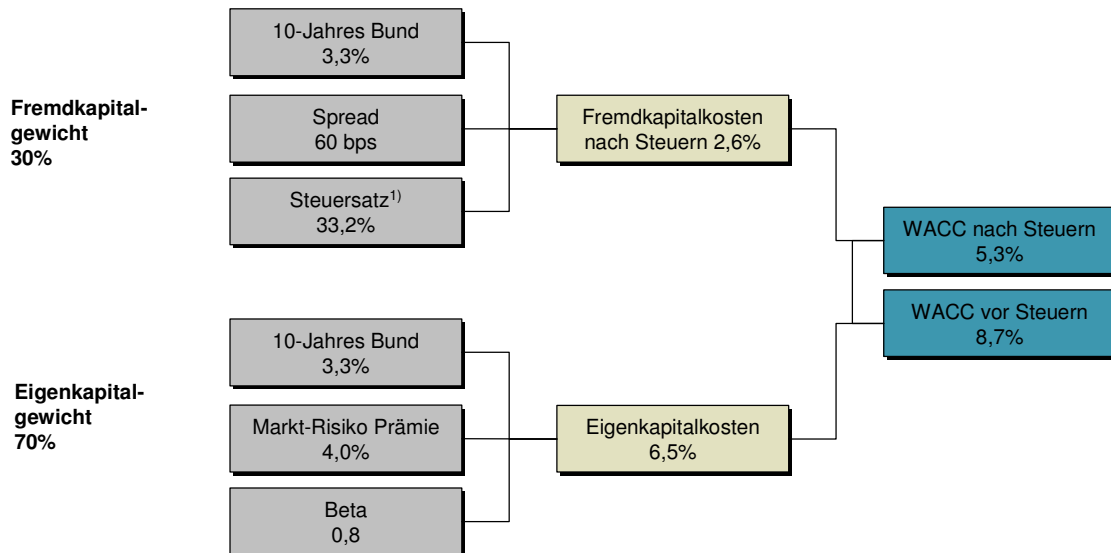 10-Jahres Bund
3,3%
Fremdkapital-
gewicht
30%
Spread
60 bps
Fremdkapitalkosten
nach Steuern 2,6%
Steuersatz¹⁾
33,2%
WACC nach Steuern
5,3%
WACC vor Steuern
8,7%
10-Jahres Bund
3,3%
Eigenkapital-
gewicht
70%
Markt-Risiko Prämie
4,0%
Eigenkapitalkosten
6,5%
Beta
0,8